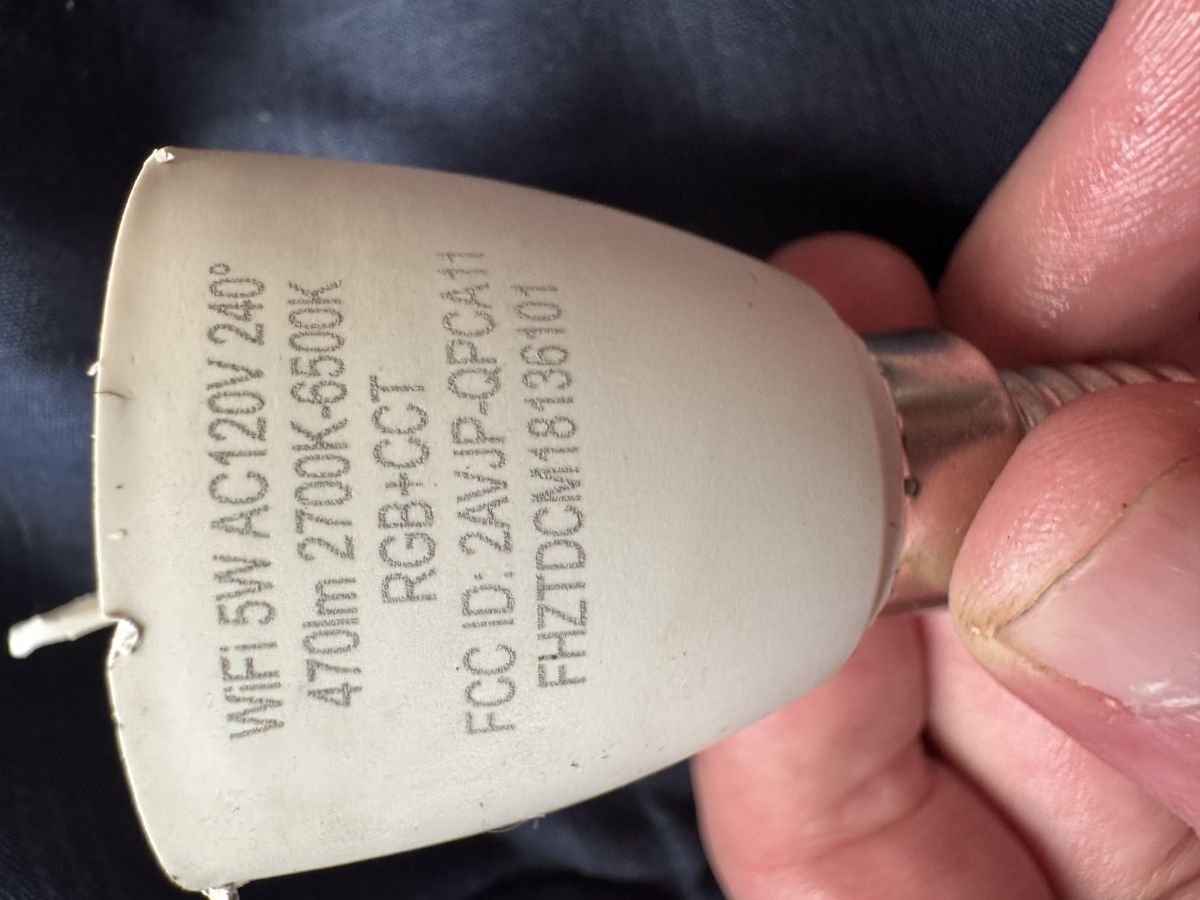 WiFi 5W AC120V 240°
470lm 2700K-6500K
RGB+CCT
FCC ID: 2AVJP-QPCA11
FHZTDCM18136101